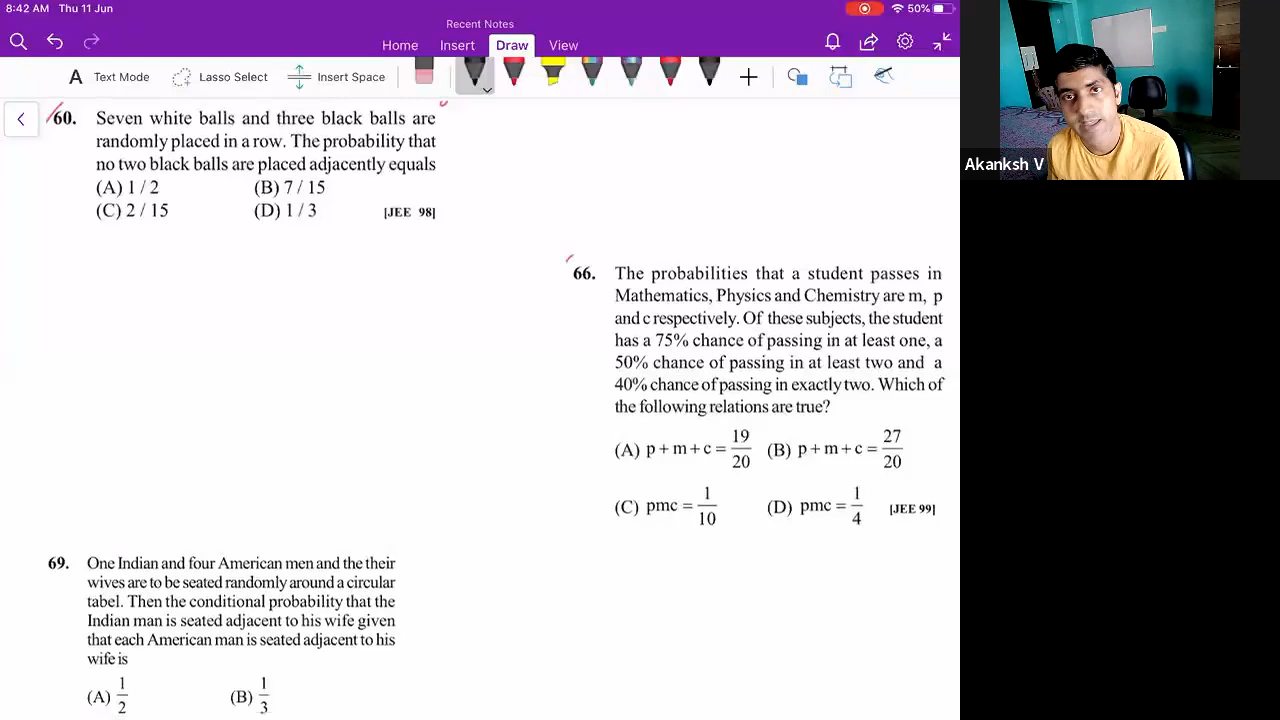 8:42 AM Thu 11 Jun
50%
Recent Notes
Home Insert Draw View
A Text Mode Lasso Select Insert Space
60. Seven white balls and three black balls are
randomly placed in a row. The probability that
no two black balls are placed adjacently equals
(A) 1 / 2 (B) 7 / 15
(C) 2 / 15 (D) 1 / 3 [JEE 98]
66. The probabilities that a student passes in
Mathematics, Physics and Chemistry are m, p
and c respectively. Of these subjects, the student
has a 75% chance of passing in at least one, a
50% chance of passing in at least two and a
40% chance of passing in exactly two. Which of
the following relations are true?
(A) p + m + c = 19/20 (B) p + m + c = 27/20
(C) pmc = 1/10 (D) pmc = 1/4 [JEE 99]
69. One Indian and four American men and the their
wives are to be seated randomly around a circular
tabel. Then the conditional probability that the
Indian man is seated adjacent to his wife given
that each American man is seated adjacent to his
wife is
(A) 1/2 (B) 1/3
Akanksh V